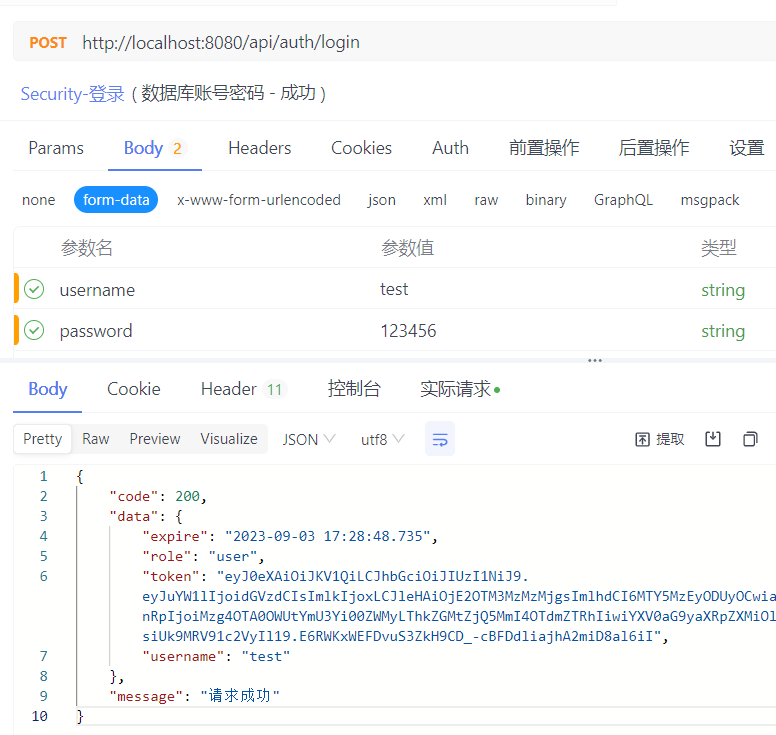 POST http://localhost:8080/api/auth/login
Security-登录 ( 数据库账号密码 - 成功 )
Params Body 2 Headers Cookies Auth 前置操作 后置操作 设置
none form-data x-www-form-urlencoded json xml raw binary GraphQL msgpack
参数名 参数值 类型
username test string
password 123456 string
Body Cookie Header 11 控制台 实际请求
Pretty Raw Preview Visualize JSON utf8 提取
1 {
2 "code": 200,
3 "data": {
4 "expire": "2023-09-03 17:28:48.735",
5 "role": "user",
6 "token": "eyJ0eXAiOiJKV1QiLCJhbGciOiJIUzI1NiJ9.
eyJuYW1lIjoidGVzdCIsImlkIjoxLCJleHAiOjE2OTM3MzMzMjgsImlhdCI6MTY5MzEyODUyOCwia
nRpIjoiMzg4OTA0OWUtYmU3Yi00ZWMyLThkZGMtZjQ5MmI4OTdmZTRhIiwiYXV0aG9yaXRpZXMiOl
siUk9MRV91c2VyIl19.E6RWKxWEFDvuS3ZkH9CD_-cBFDdliajhA2miD8al6iI",
7 "username": "test"
8 },
9 "message": "请求成功"
10 }